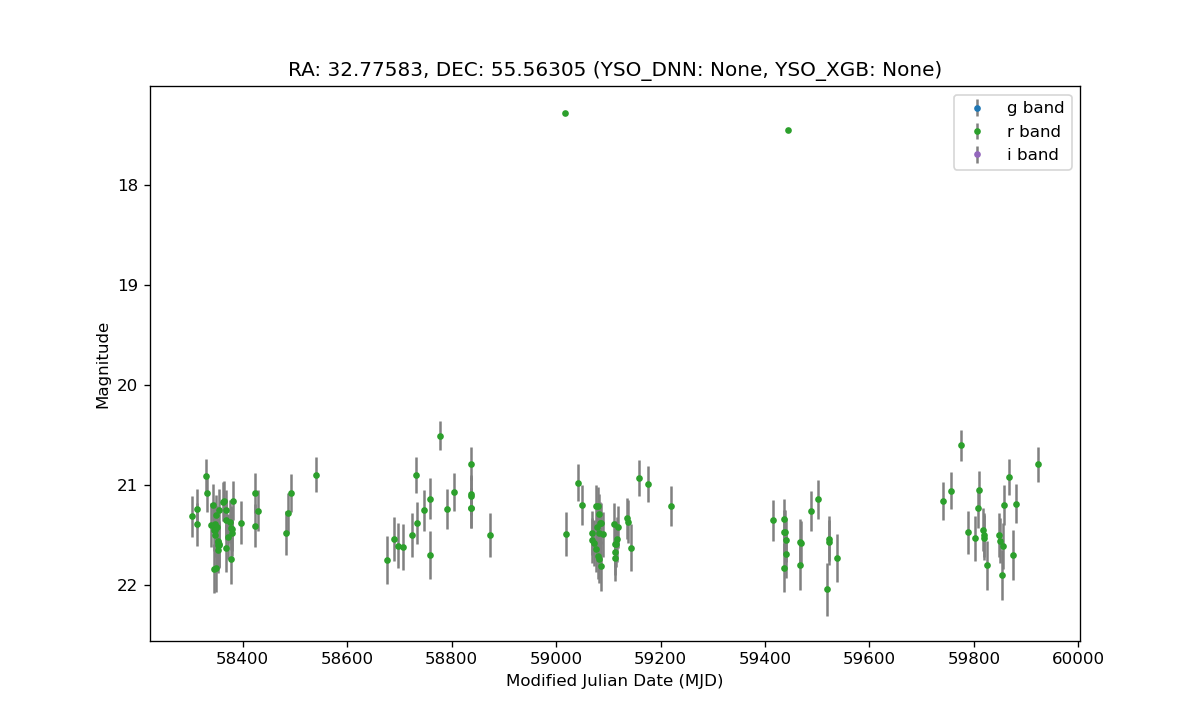 RA: 32.77583, DEC: 55.56305 (YSO_DNN: None, YSO_XGB: None)
g band
r band
i band
18
19
20
21
22
Magnitude
58400
58600
58800
59000
59200
59400
59600
59800
60000
Modified Julian Date (MJD)